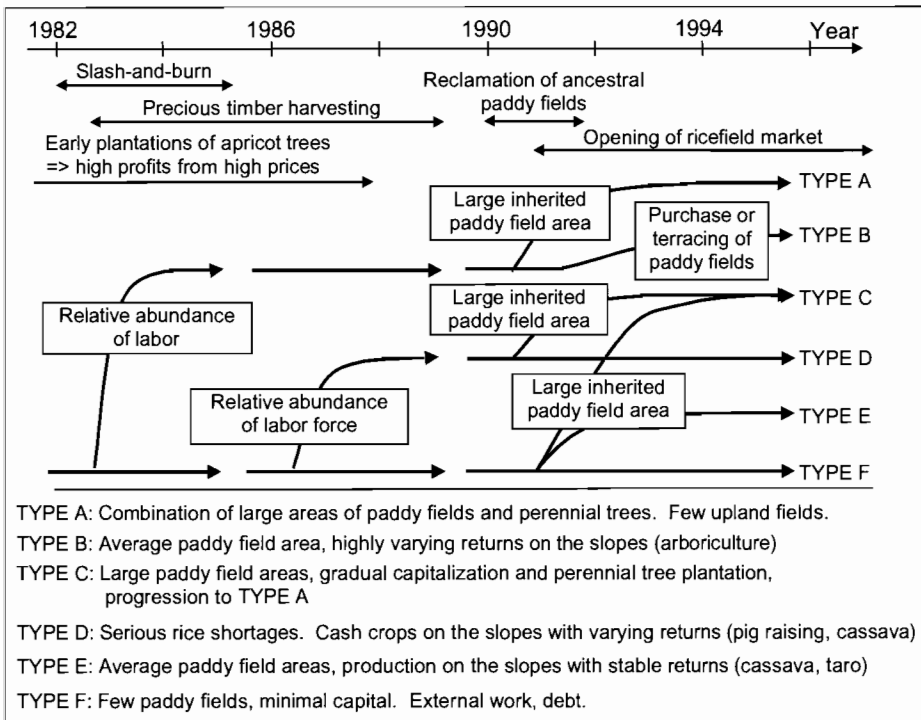 1982 1986 1990 1994 Year
Slash-and-burn
Reclamation of ancestral
paddy fields
Precious timber harvesting
Early plantations of apricot trees
=> high profits from high prices
Opening of ricefield market
TYPE A
Large inherited
paddy field area
Purchase or
terracing of
paddy fields
TYPE B
Large inherited
paddy field area
TYPE C
Relative abundance
of labor
TYPE D
Large inherited
paddy field area
Relative abundance
of labor force
TYPE E
TYPE F
TYPE A: Combination of large areas of paddy fields and perennial trees. Few upland fields.
TYPE B: Average paddy field area, highly varying returns on the slopes (arboriculture)
TYPE C: Large paddy field areas, gradual capitalization and perennial tree plantation,
progression to TYPE A
TYPE D: Serious rice shortages. Cash crops on the slopes with varying returns (pig raising, cassava)
TYPE E: Average paddy field areas, production on the slopes with stable returns (cassava, taro)
TYPE F: Few paddy fields, minimal capital. External work, debt.